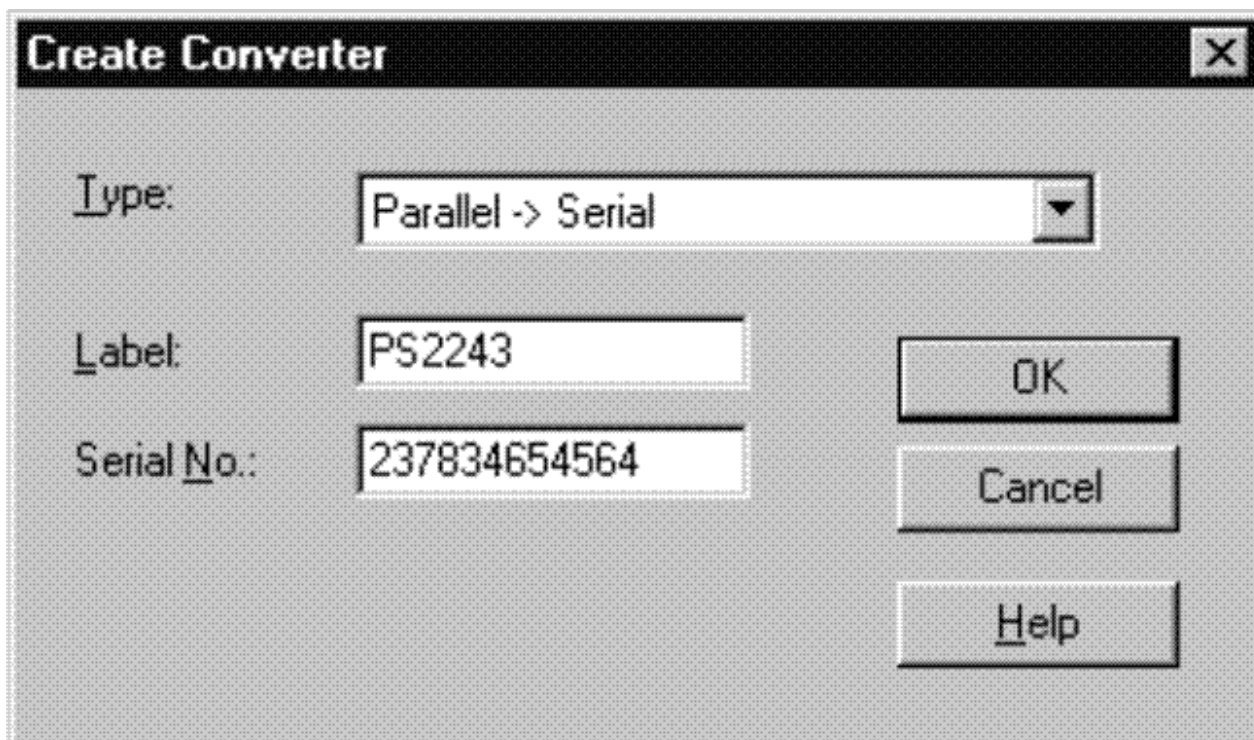 Create Converter
Type: Parallel -> Serial
Label: PS2243
OK
Serial No.: 237834654564
Cancel
Help